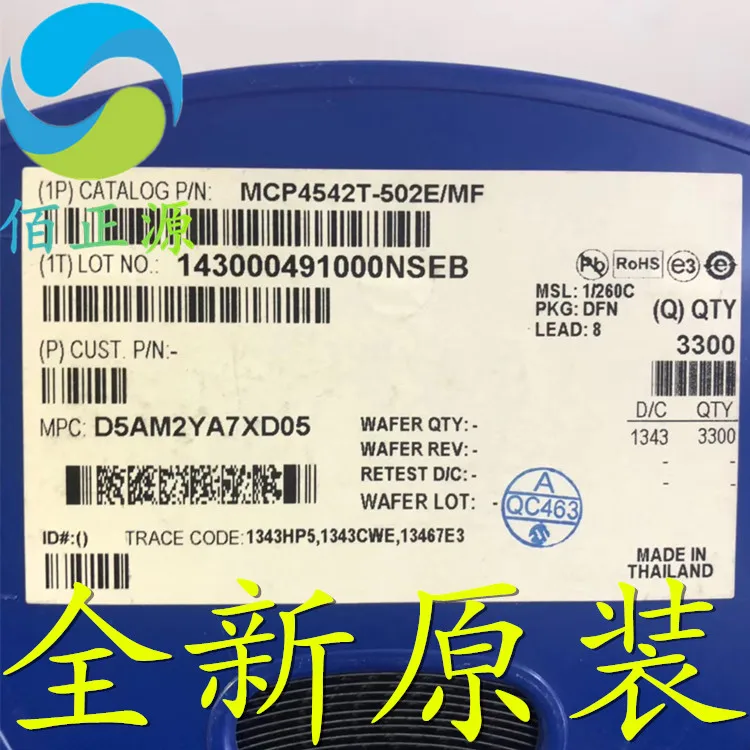 (1P) CATALOG P/N: MCP4542T-502E/MF
佰正源
(1T) LOT NO.: 143000491000NSEB
Pb RoHS e3 e
MSL: 1/260C
PKG: DFN
LEAD: 8
(Q) QTY
3300
(P) CUST. P/N:-
D/C QTY
1343 3300
- -
- -
MPC: D5AM2YA7XD05
WAFER QTY: -
WAFER REV: -
RETEST D/C: -
WAFER LOT: -
A
QC463
ID#:() TRACE CODE:1343HP5,1343CWE,13467E3
MADE IN
THAILAND
全新原装